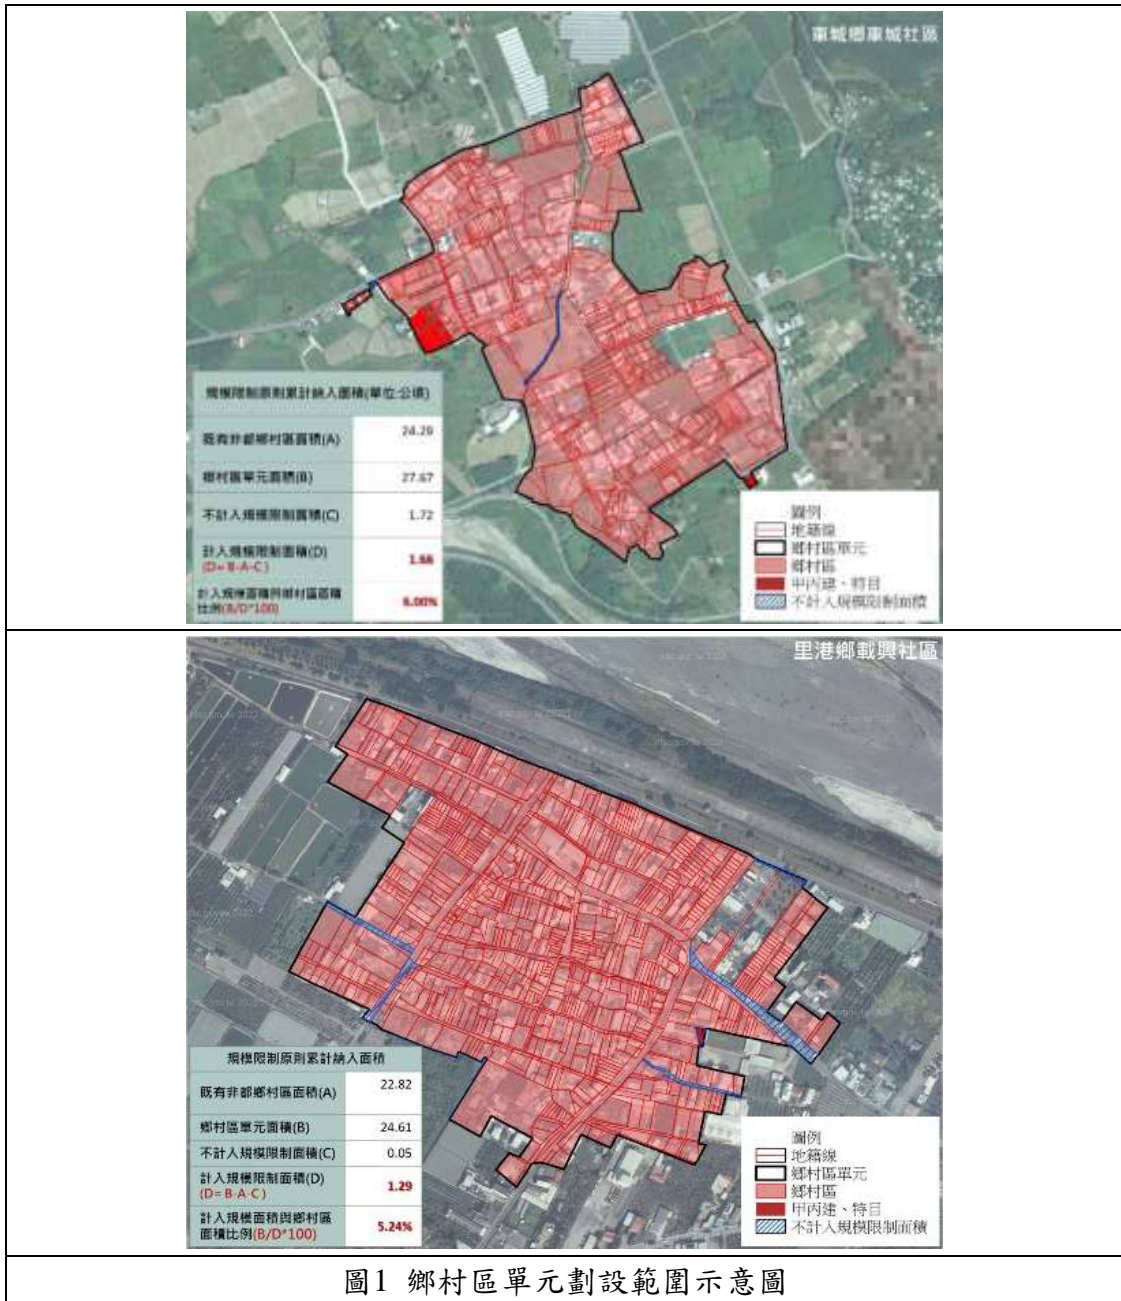 車城鄉車城社區
規模限制原則累計納入面積(單位:公頃)
既有非都鄉村區面積(A) 24.29
鄉村區單元面積(B) 27.67
不計入規模限制面積(C) 1.72
計入規模限制面積(D) 1.66
(D= B-A-C )
計入規模面積與鄉村區面積 6.00%
比例(B/D*100)
圖例
地籍線
鄉村區單元
鄉村區
甲丙建、特目
不計入規模限制面積
里港鄉載興社區
規模限制原則累計納入面積
既有非都鄉村區面積(A) 22.82
鄉村區單元面積(B) 24.61
不計入規模限制面積(C) 0.05
計入規模限制面積(D) 1.29
(D= B-A-C )
計入規模面積與鄉村區 5.24%
面積比例(B/D*100)
圖例
地籍線
鄉村區單元
鄉村區
甲丙建、特目
不計入規模限制面積
圖1 鄉村區單元劃設範圍示意圖